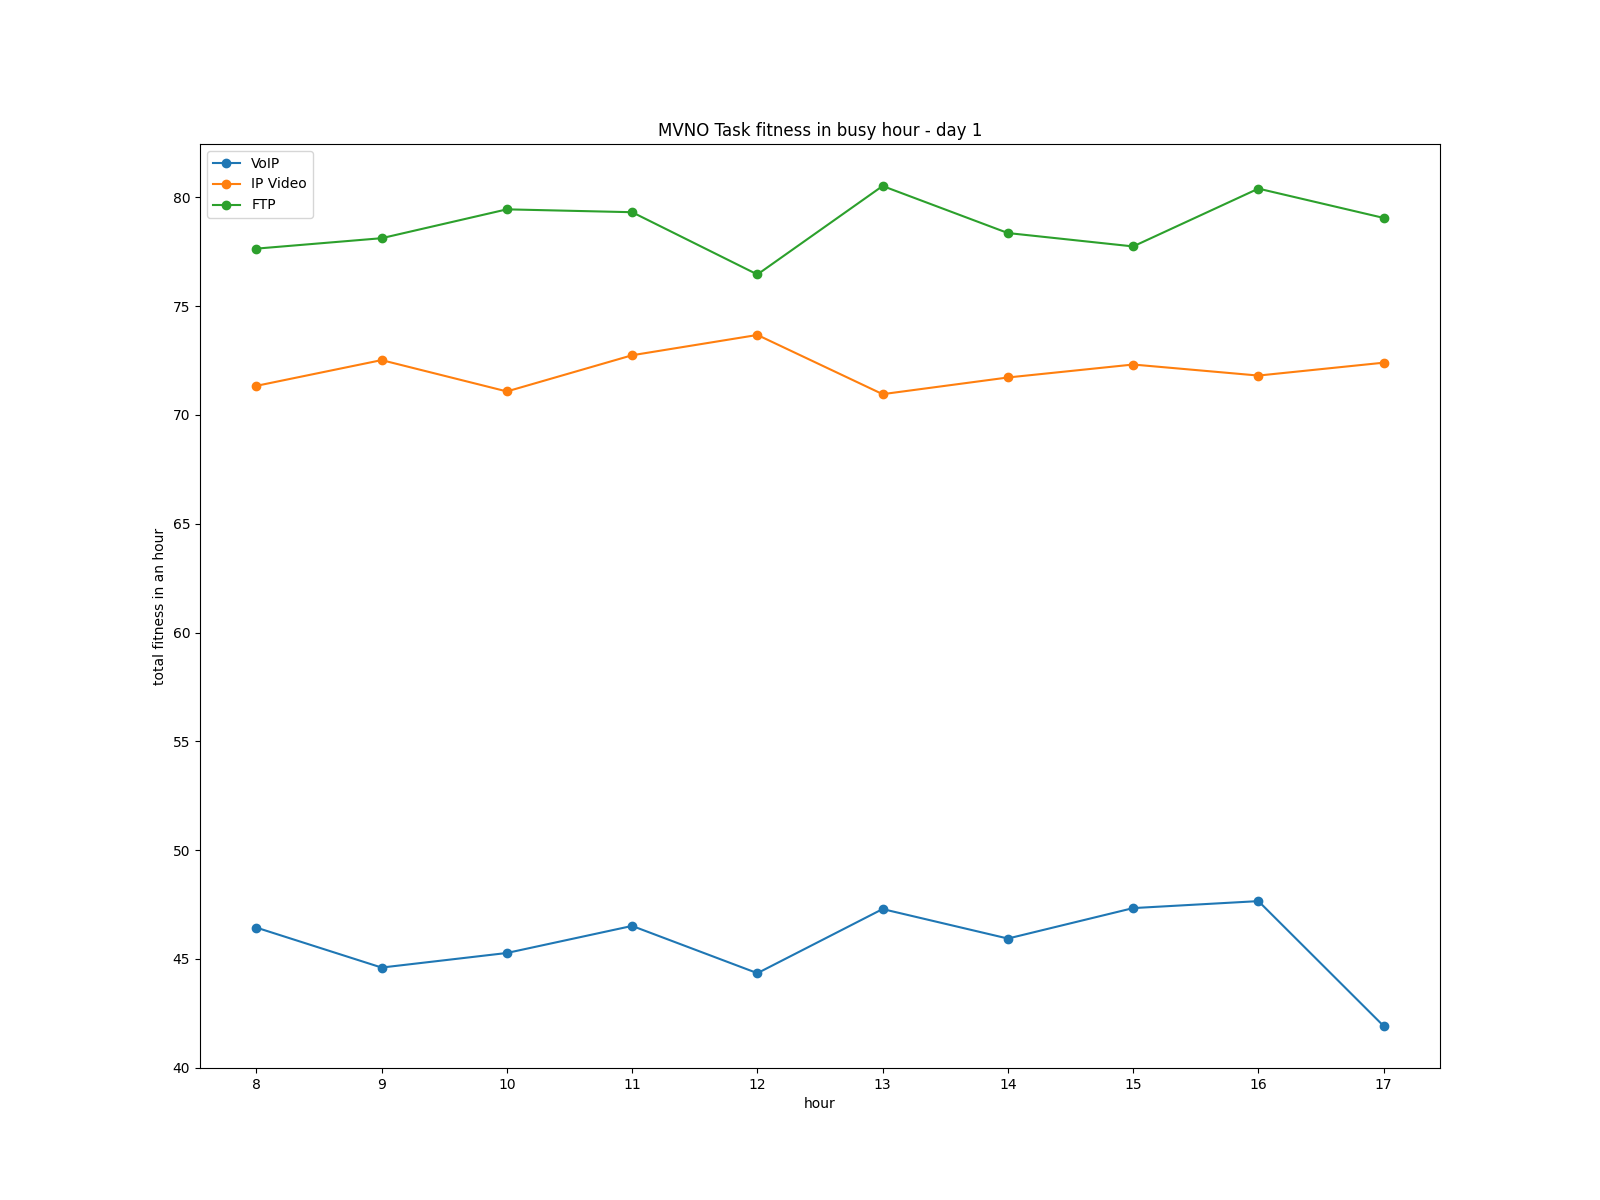 MVNO Task fitness in busy hour - day 1
VoIP
IP Video
FTP
80
75
70
65
60
55
50
45
40
total fitness in an hour
8 9 10 11 12 13 14 15 16 17
hour